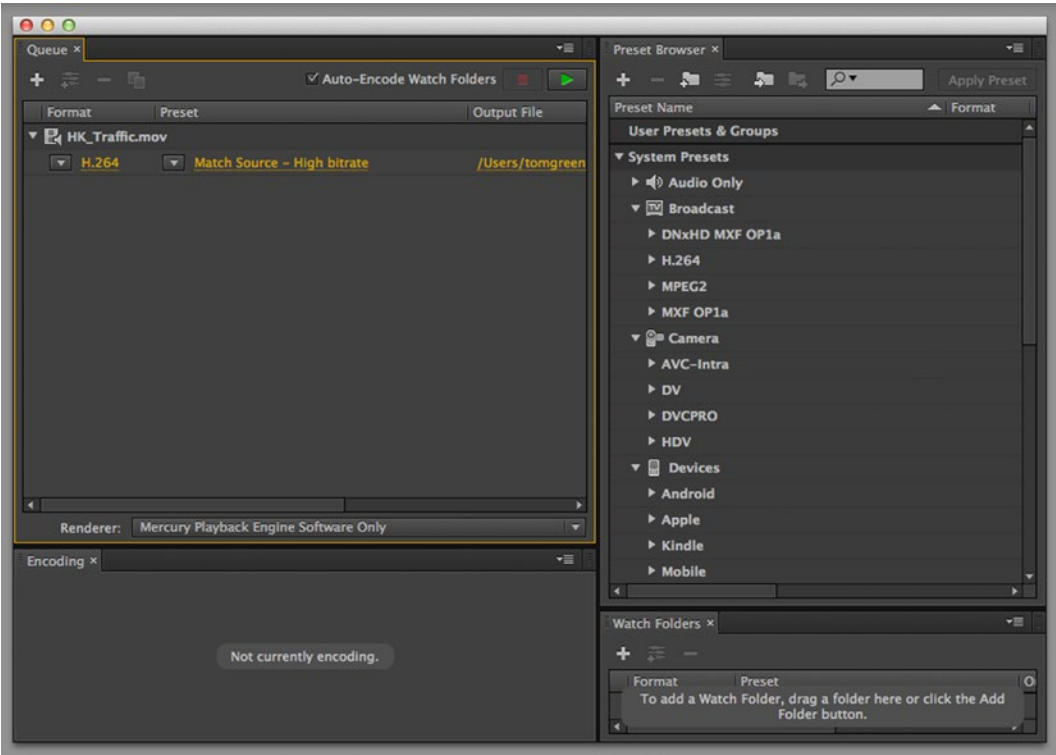 Queue ×
Auto-Encode Watch Folders
Format Preset Output File
HK_Traffic.mov
H.264 Match Source – High bitrate /Users/tomgreen
Renderer: Mercury Playback Engine Software Only
Encoding ×
Not currently encoding.
Preset Browser ×
Apply Preset
Preset Name Format
User Presets & Groups
System Presets
Audio Only
TV Broadcast
DNxHD MXF OP1a
H.264
MPEG2
MXF OP1a
Camera
AVC-Intra
DV
DVCPRO
HDV
Devices
Android
Apple
Kindle
Mobile
Watch Folders ×
Format Preset O
To add a Watch Folder, drag a folder here or click the Add
Folder button.